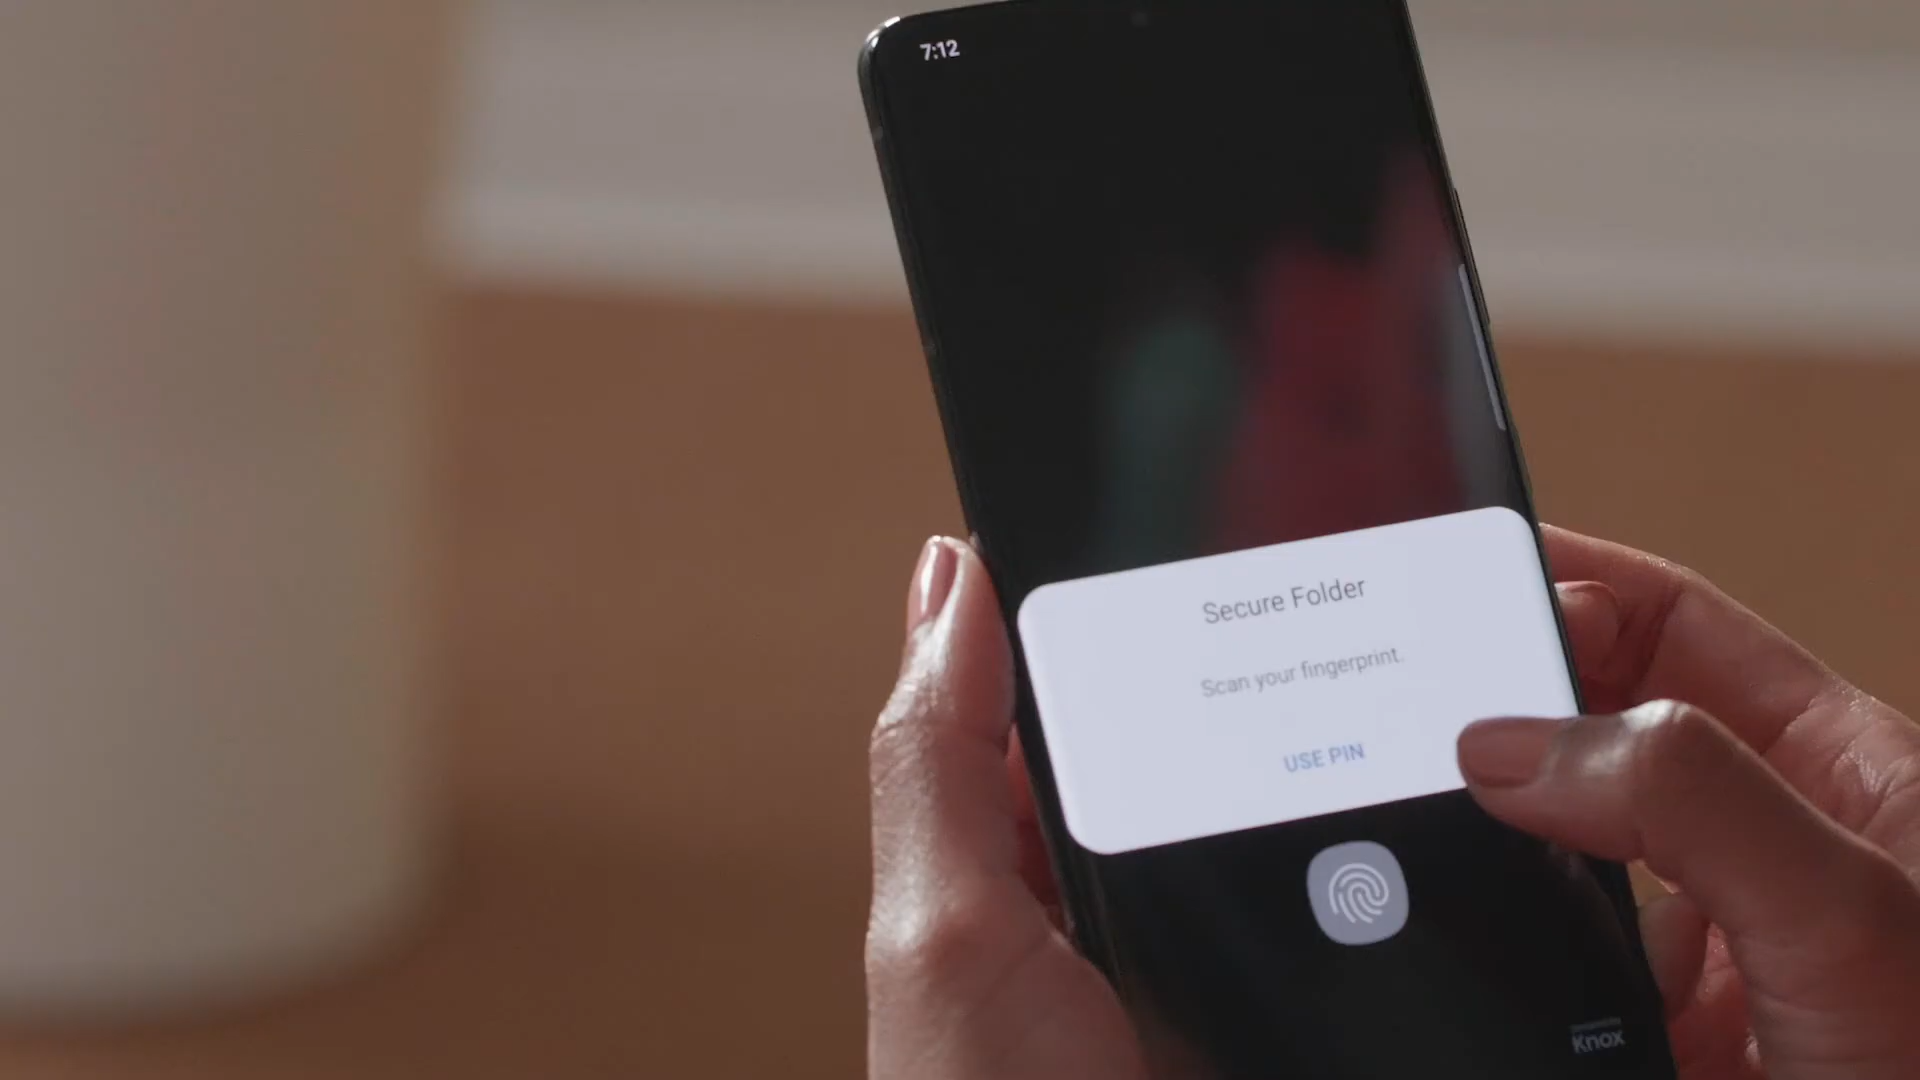 7:12
Secure Folder
Scan your fingerprint.
USE PIN
Knox